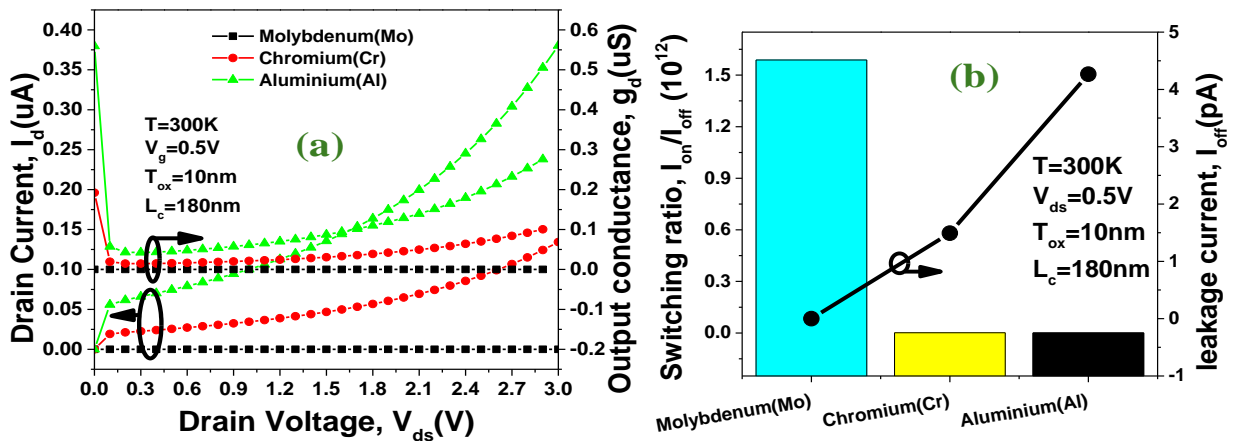 Drain Current, I_d(uA)
0.40
0.35
0.30
0.25
0.20
0.15
0.10
0.05
0.00
Molybdenum(Mo)
Chromium(Cr)
Aluminium(Al)
T=300K
V_g=0.5V
T_ox=10nm
L_c=180nm
(a)
0.6
0.5
0.4
0.3
0.2
0.1
0.0
-0.1
-0.2
Output conductance, g_d(uS)
0.0 0.3 0.6 0.9 1.2 1.5 1.8 2.1 2.4 2.7 3.0
Drain Voltage, V_ds(V)
Switching ratio, I_on/I_off (10^12)
1.5
1.2
0.9
0.6
0.3
0.0
(b)
T=300K
V_ds=0.5V
T_ox=10nm
L_c=180nm
5
4
3
2
1
0
-1
leakage current, I_off(pA)
Molybdenum(Mo) Chromium(Cr) Aluminium(Al)